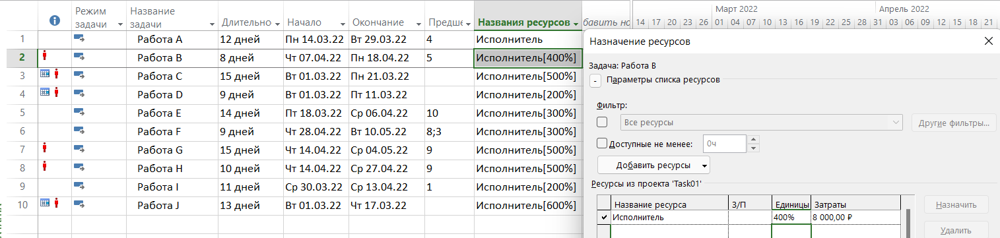 Режим задачи Название задачи Длительно Начало Окончание Предше Названия ресурсов бавить но
1 Работа A 12 дней Пн 14.03.22 Вт 29.03.22 4 Исполнитель
2 Работа B 8 дней Чт 07.04.22 Пн 18.04.22 5 Исполнитель[400%]
3 Работа C 15 дней Вт 01.03.22 Пн 21.03.22 Исполнитель[500%]
4 Работа D 9 дней Вт 01.03.22 Пт 11.03.22 Исполнитель[200%]
5 Работа E 14 дней Пт 18.03.22 Ср 06.04.22 10 Исполнитель[300%]
6 Работа F 9 дней Чт 28.04.22 Вт 10.05.22 8;3 Исполнитель[300%]
7 Работа G 15 дней Чт 14.04.22 Ср 04.05.22 9 Исполнитель[500%]
8 Работа H 10 дней Чт 14.04.22 Ср 27.04.22 9 Исполнитель[500%]
9 Работа I 11 дней Ср 30.03.22 Ср 13.04.22 1 Исполнитель[200%]
10 Работа J 13 дней Вт 01.03.22 Чт 17.03.22 Исполнитель[600%]
Март 2022 Апрель 2022
14 17 20 23 26 01 04 07 10 13 16 19 22 25 28 31 03 06 09 12 15 18 21
Назначение ресурсов
Задача: Работа B
- Параметры списка ресурсов
Фильтр:
Все ресурсы Другие фильтры...
Доступные не менее: 0ч
Добавить ресурсы
Ресурсы из проекта 'Task01'
Название ресурса З/П Единицы Затраты
Исполнитель 400% 8 000,00 ₽
Назначить
Удалить